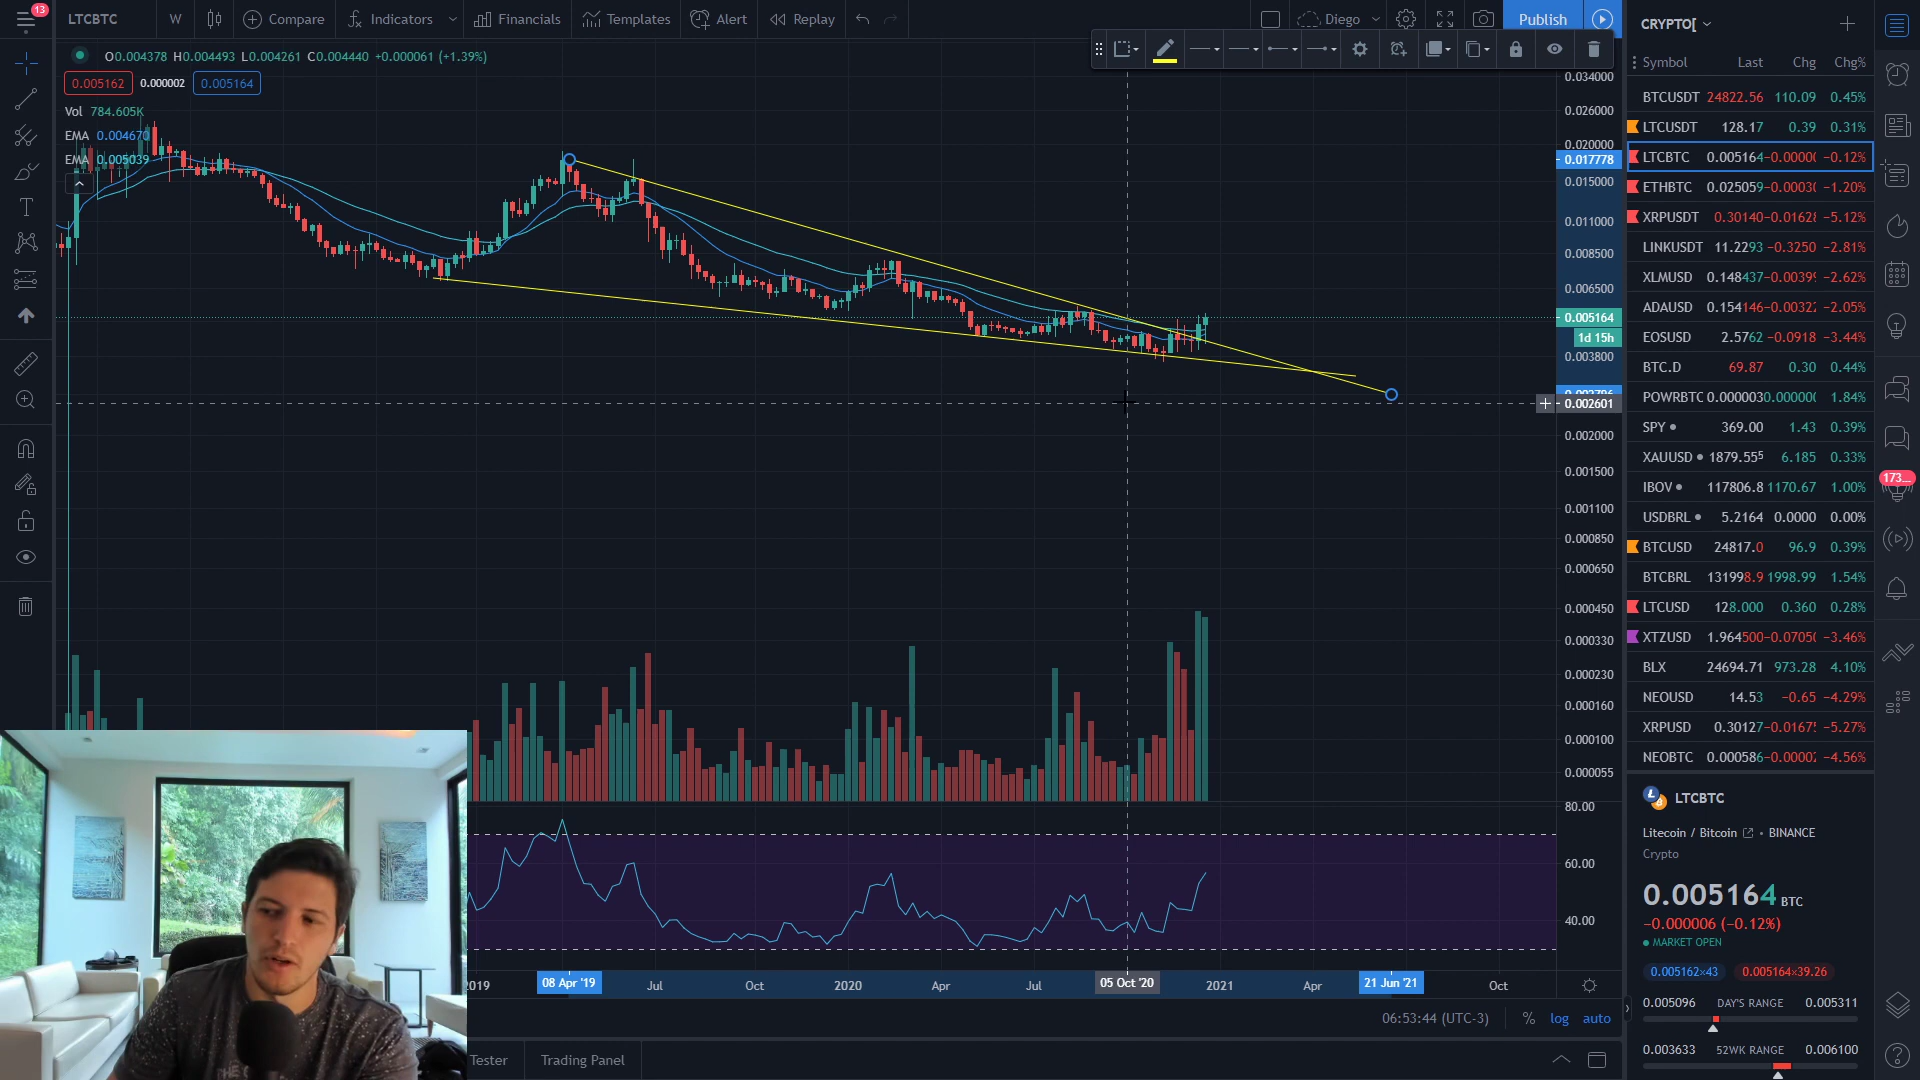 13
LTCBTC
W
Compare
Indicators
Financials
Templates
Alert
Replay
Diego
Publish
O0.004378 H0.004493 L0.004261 C0.004440 +0.000061 (+1.39%)
0.005162 0.000002 0.005164
Vol 784.605K
EMA 0.004670
EMA 0.005039
0.034000
0.026000
0.020000
0.017778
0.015000
0.011000
0.008500
0.006500
0.005164
1d 15h
0.003800
0.002601
0.002000
0.001500
0.001100
0.000850
0.000650
0.000450
0.000330
0.000230
0.000160
0.000100
0.000055
80.00
60.00
40.00
2019
08 Apr '19
Jul
Oct
2020
Apr
Jul
05 Oct '20
2021
Apr
21 Jun '21
Oct
06:53:44 (UTC-3)
%
log
auto
Tester
Trading Panel
CRYPTO[
Symbol Last Chg Chg%
BTCUSDT 24822.56 110.09 0.45%
LTCUSDT 128.17 0.39 0.31%
LTCBTC 0.005164 −0.0000( −0.12%
ETHBTC 0.025059 −0.0003( −1.20%
XRPUSDT 0.30140 −0.0162( −5.12%
LINKUSDT 11.2293 −0.3250 −2.81%
XLMUSD 0.148437 −0.0039( −2.62%
ADAUSD 0.154146 −0.0032( −2.05%
EOSUSD 2.5762 −0.0918 −3.44%
BTC.D 69.87 0.30 0.44%
POWRBTC 0.000003 0.00000( 1.84%
SPY 369.00 1.43 0.39%
XAUUSD 1879.555 6.185 0.33%
IBOV 117806.8 1170.67 1.00%
USDBRL 5.2164 0.0000 0.00%
BTCUSD 24817.0 96.9 0.39%
BTCBRL 131998.9 1998.99 1.54%
LTCUSD 128.000 0.360 0.28%
XTZUSD 1.964500 −0.0705( −3.46%
BLX 24694.71 973.28 4.10%
NEOUSD 14.53 −0.65 −4.29%
XRPUSD 0.30127 −0.0167( −5.27%
NEOBTC 0.000586 −0.0000( −4.56%
LTCBTC
Litecoin / Bitcoin • BINANCE
Crypto
0.005164 BTC
−0.000006 (−0.12%)
MARKET OPEN
0.005162×43 0.005164×39.26
0.005096 DAY'S RANGE 0.005311
0.003633 52WK RANGE 0.006100
173...